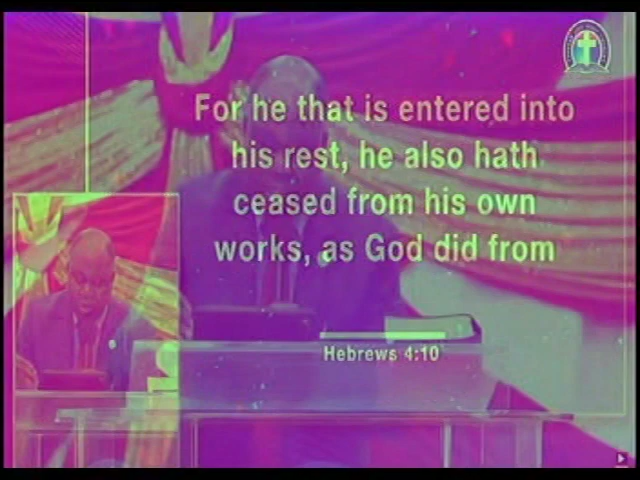 For he that is entered into
his rest, he also hath
ceased from his own
works, as God did from
Hebrews 4:10